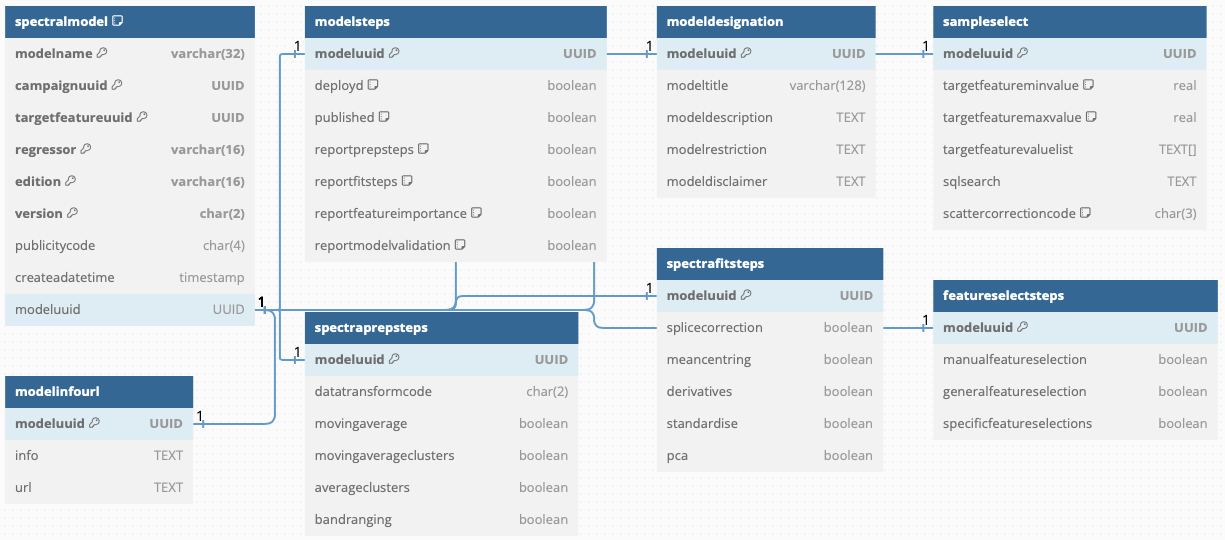 spectralmodel
modelname varchar(32)
campaignuuid UUID
targetfeatureuuid UUID
regressor varchar(16)
edition varchar(16)
version char(2)
publicitycode char(4)
createadatetime timestamp
modeluuid UUID
1
modelinfourl
modeluuid UUID
1
info TEXT
url TEXT
modelsteps
1
modeluuid UUID
deployd boolean
published boolean
reportprepsteps boolean
reportfitsteps boolean
reportfeatureimportance boolean
reportmodelvalidation boolean
spectraprepsteps
1
modeluuid UUID
datatransformcode char(2)
movingaverage boolean
movingaverageclusters boolean
averageclusters boolean
bandranging boolean
modeldesignation
1
modeluuid UUID
modeltitle varchar(128)
modeldescription TEXT
modelrestriction TEXT
modeldisclaimer TEXT
spectrafitsteps
1
modeluuid UUID
splicecorrection boolean
meancentring boolean
derivatives boolean
standardise boolean
pca boolean
sampleselect
1
modeluuid UUID
targetfeatureminvalue real
targetfeaturemaxvalue real
targetfeaturevaluelist TEXT[]
sqlsearch TEXT
scattercorrectioncode char(3)
featureselectsteps
1
modeluuid UUID
manualfeatureselection boolean
generalfeatureselection boolean
specificfeatureselections boolean